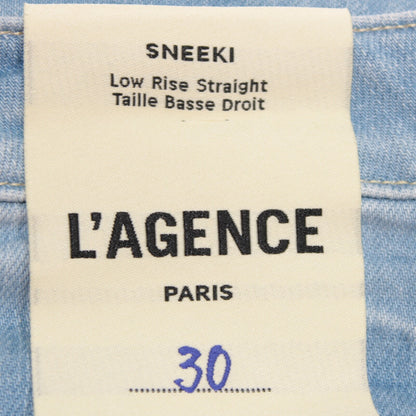 SNEEKI
Low Rise Straight
Taille Basse Droit
L'AGENCE
PARIS
30